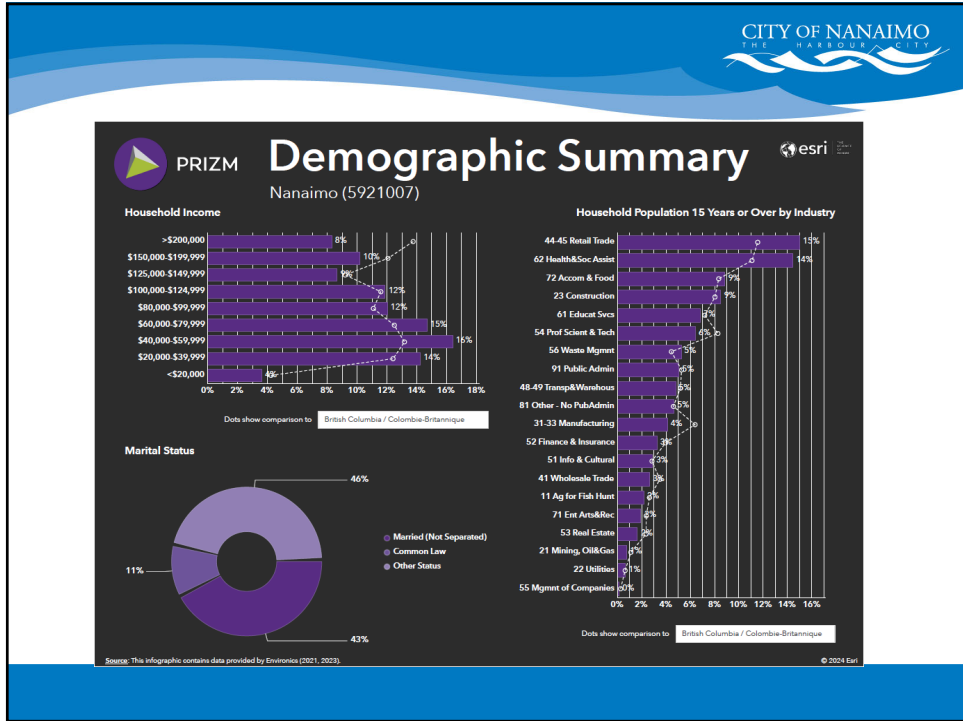 CITY OF NANAIMO
THE HARBOUR CITY
PRIZM
Demographic Summary
esri
Nanaimo (5921007)
Household Income
>$200,000 8%
$150,000-$199,999 10%
$125,000-$149,999 9%
$100,000-$124,999 12%
$80,000-$99,999 12%
$60,000-$79,999 15%
$40,000-$59,999 16%
$20,000-$39,999 14%
<$20,000 4%
0% 2% 4% 6% 8% 10% 12% 14% 16% 18%
Dots show comparison to British Columbia / Colombie-Britannique
Marital Status
46%
Married (Not Separated)
Common Law
Other Status
11%
43%
Household Population 15 Years or Over by Industry
44-45 Retail Trade 15%
62 Health&Soc Assist 14%
72 Accom & Food 9%
23 Construction 9%
61 Educat Svcs 7%
54 Prof Scient & Tech 6%
56 Waste Mgmnt 5%
91 Public Admin 5%
48-49 Transp&Warehous 5%
81 Other - No PubAdmin 5%
31-33 Manufacturing 4%
52 Finance & Insurance 3%
51 Info & Cultural 3%
41 Wholesale Trade 3%
11 Ag for Fish Hunt 2%
71 Ent Arts&Rec 2%
53 Real Estate 2%
21 Mining, Oil&Gas 1%
22 Utilities 1%
55 Mgmnt of Companies 0%
0% 2% 4% 6% 8% 10% 12% 14% 16%
Dots show comparison to British Columbia / Colombie-Britannique
Source: This infographic contains data provided by Environics (2021, 2023).
© 2024 Esri